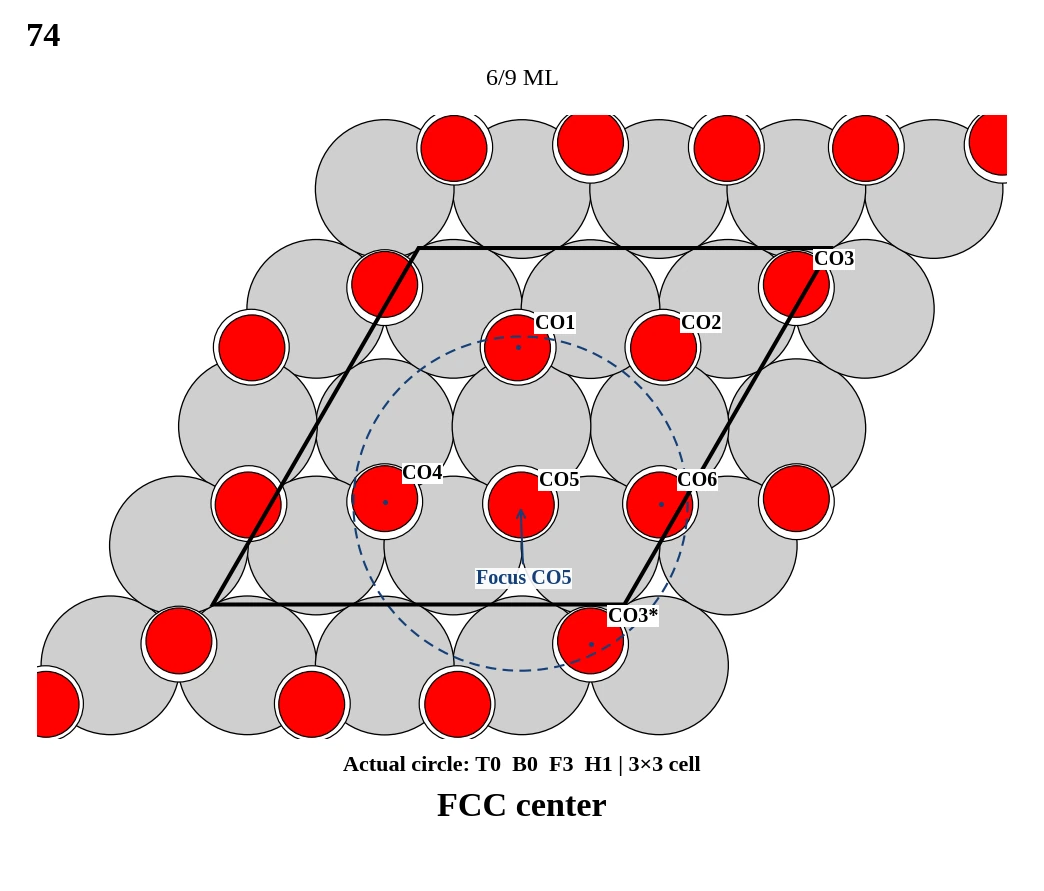 74
6/9 ML
CO3
CO1
CO2
CO4
CO5
CO6
Focus CO5
CO3*
Actual circle: T0 B0 F3 H1 | 3×3 cell
FCC center